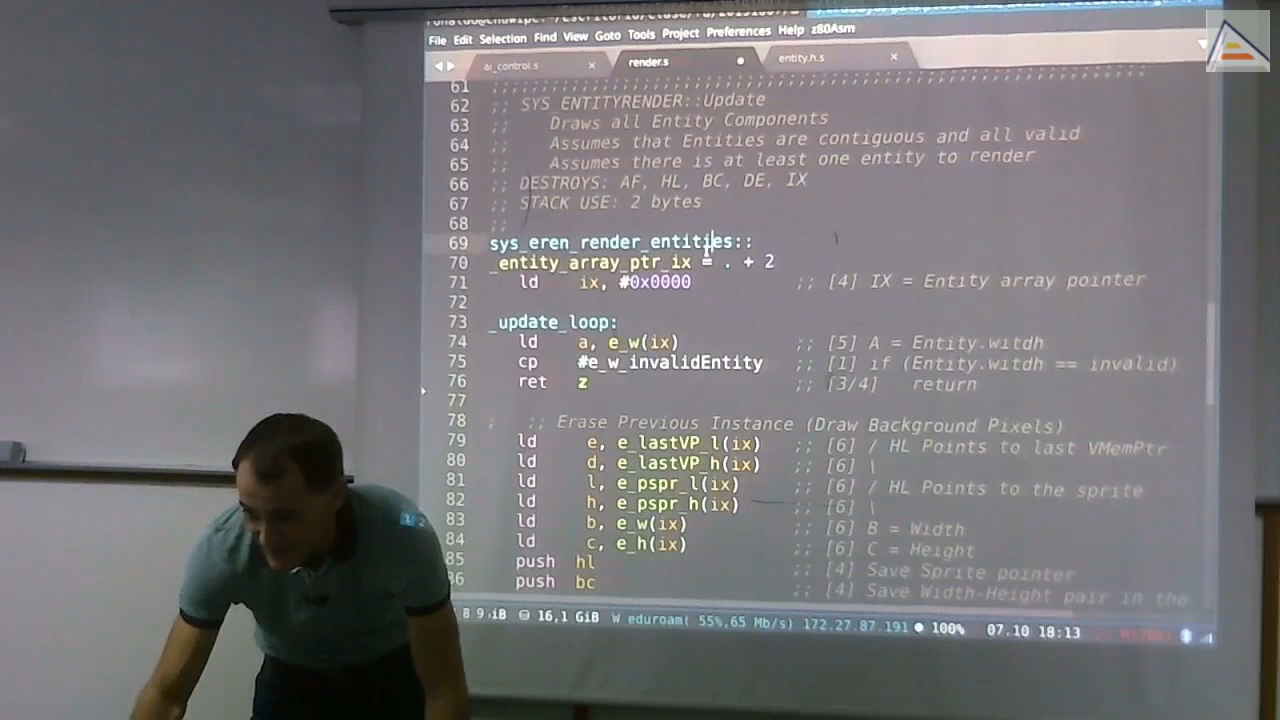 File Edit Selection Find View Goto Tools Project Preferences Help z80Asm
ai_control.s × render.s ● entity.h.s ×
61 ;;;;;;;;;;;;;;;;;;;;;;;;;;;;;;;;;;;;;;;;;;;;;;;;;;;;;;;;;;;;;;;;
62 ;; SYS_ENTITYRENDER::Update
63 ;; Draws all Entity Components
64 ;; Assumes that Entities are contiguous and all valid
65 ;; Assumes there is at least one entity to render
66 ;; DESTROYS: AF, HL, BC, DE, IX
67 ;; STACK USE: 2 bytes
68 ;;
69 sys_eren_render_entities::
70 _entity_array_ptr_ix = . + 2
71 ld ix, #0x0000 ;; [4] IX = Entity array pointer
72
73 _update_loop:
74 ld a, e_w(ix) ;; [5] A = Entity.witdh
75 cp #e_w_invalidEntity ;; [1] if (Entity.witdh == invalid)
76 ret z ;; [3/4] return
77
78 ; ;; Erase Previous Instance (Draw Background Pixels)
79 ld e, e_lastVP_l(ix) ;; [6] / HL Points to last VMemPtr
80 ld d, e_lastVP_h(ix) ;; [6] \
81 ld l, e_pspr_l(ix) ;; [6] / HL Points to the sprite
82 ld h, e_pspr_h(ix) ;; [6] \
83 ld b, e_w(ix) ;; [6] B = Width
84 ld c, e_h(ix) ;; [6] C = Height
85 push hl ;; [4] Save Sprite pointer
86 push bc ;; [4] Save Width-Height pair in the
16,1 GiB W eduroam( 55%,65 Mb/s) 172.27.87.191 ● 100% 07.10 18:13